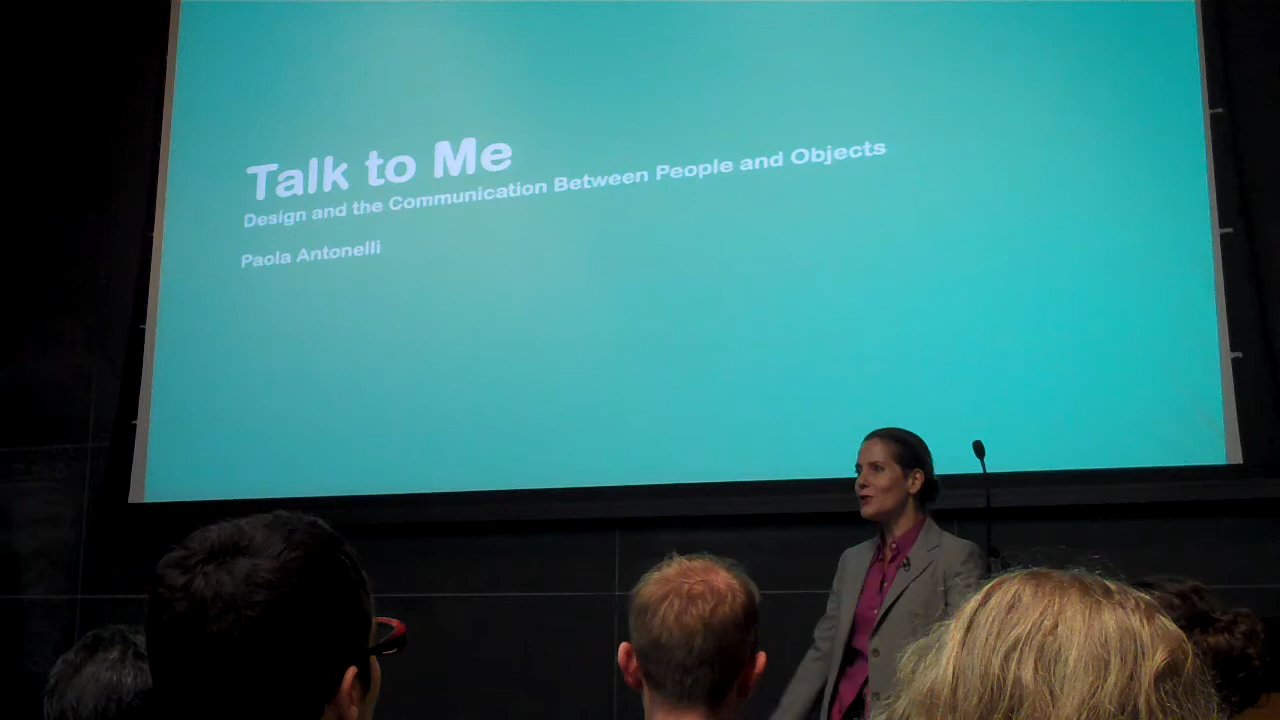 Talk to Me
Design and the Communication Between People and Objects
Paola Antonelli